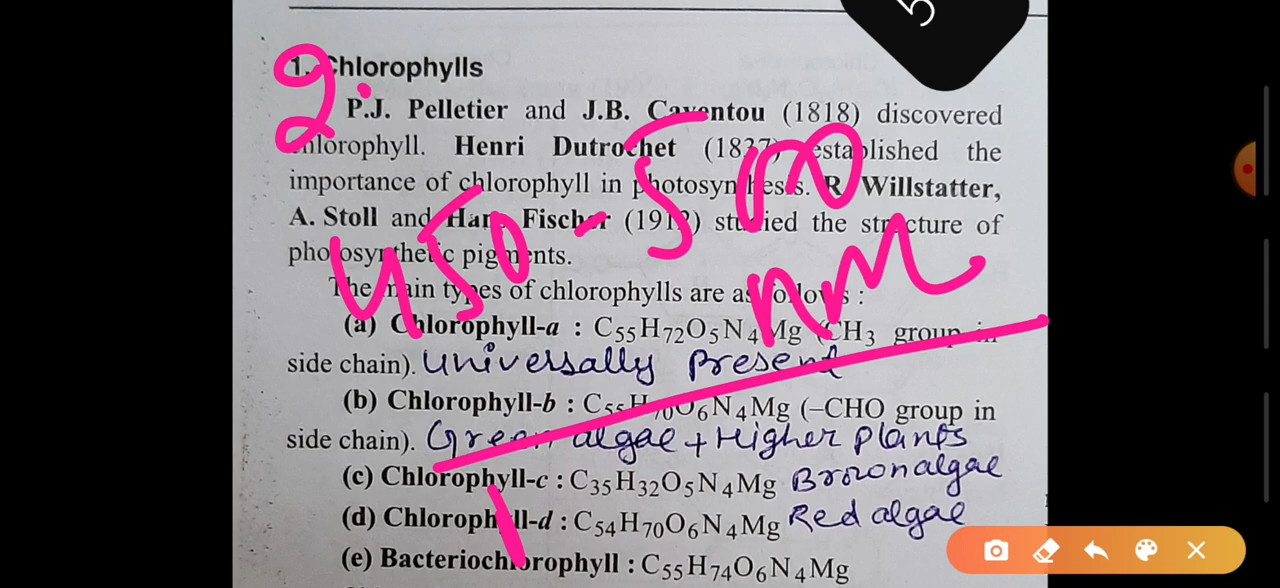 5
1. Chlorophylls
2.
P.J. Pelletier and J.B. Caventou (1818) discovered
chlorophyll. Henri Dutrochet (1837) established the
importance of chlorophyll in photosynthesis. R. Willstatter,
A. Stoll and Hans Fischer (1912) studied the structure of
photosynthetic pigments.
450-500
nm
The main types of chlorophylls are as follows :
(a) Chlorophyll-a : C55H72O5N4Mg (CH3 group in
side chain). Universally Present
(b) Chlorophyll-b : C55H70O6N4Mg (–CHO group in
side chain). Green algae + Higher plants
(c) Chlorophyll-c : C35H32O5N4Mg Brown algae
(d) Chlorophyll-d : C54H70O6N4Mg Red algae
(e) Bacteriochlorophyll : C55H74O6N4Mg